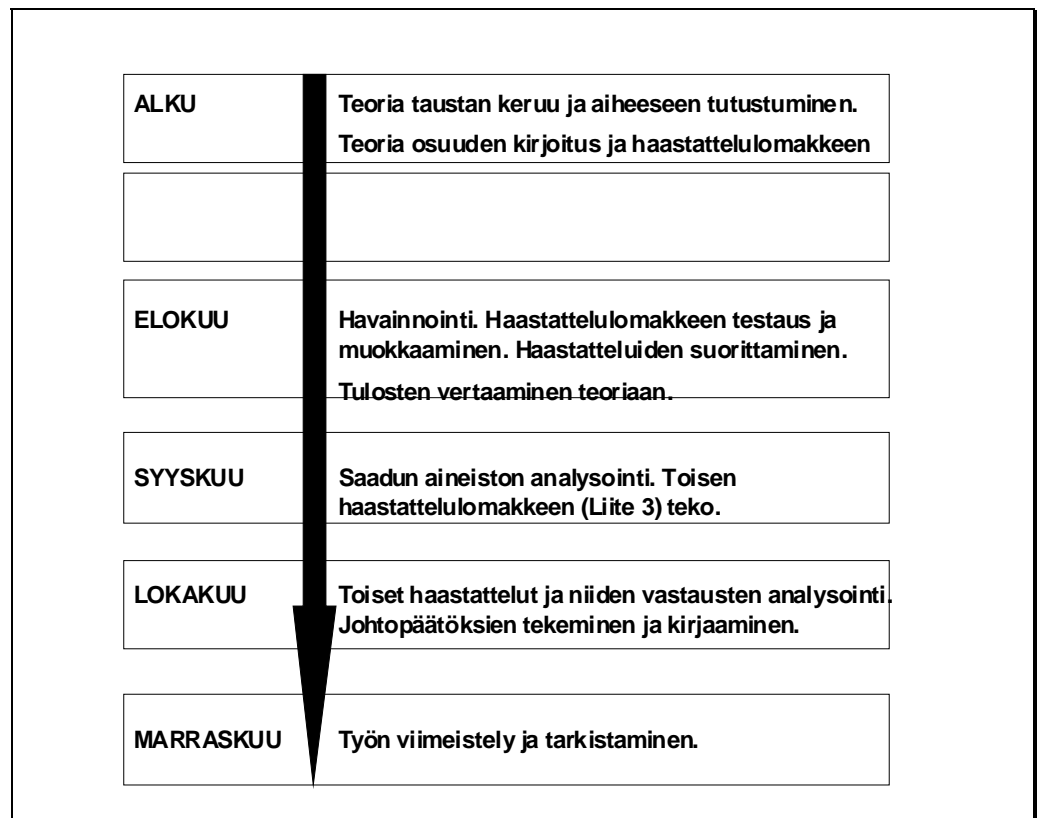 ALKU
Teoria taustan keruu ja aiheeseen tutustuminen.
Teoria osuuden kirjoitus ja haastattelulomakkeen
ELOKUU
Havainnointi. Haastattelulomakkeen testaus ja
muokkaaminen. Haastatteluiden suorittaminen.
Tulosten vertaaminen teoriaan.
SYYSKUU
Saadun aineiston analysointi. Toisen
haastattelulomakkeen (Liite 3) teko.
LOKAKUU
Toiset haastattelut ja niiden vastausten analysointi.
Johtopäätöksien tekeminen ja kirjaaminen.
MARRASKUU
Työn viimeistely ja tarkistaminen.